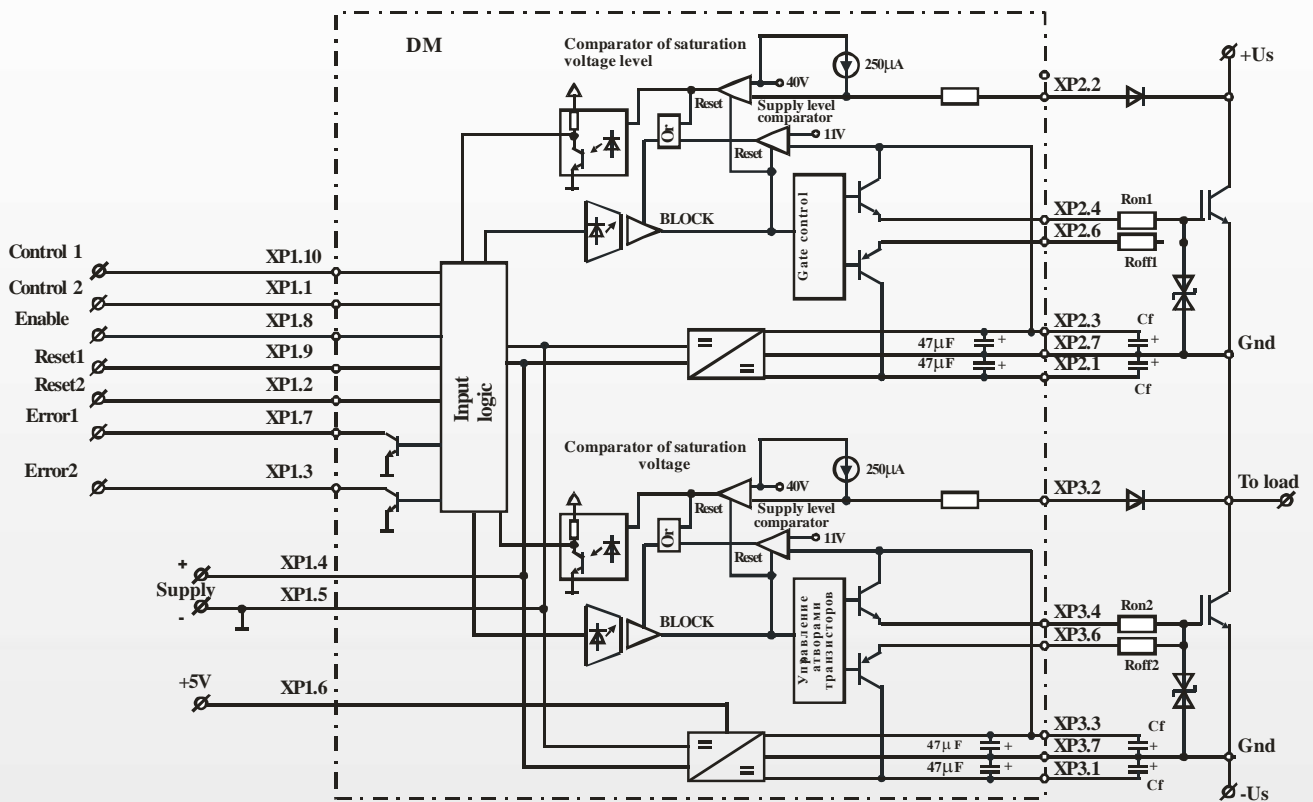 DM
Comparator of saturation
voltage level
250µA
40V
Reset
Supply level
comparator
Or
11V
Reset
BLOCK
Gate control
XP2.2
+Us
XP2.4
Ron1
XP2.6
Roff1
Control 1
XP1.10
Control 2
XP1.1
Enable
XP1.8
Reset1
XP1.9
Reset2
XP1.2
Error1
XP1.7
Error2
XP1.3
Input
logic
47µF
+
47µF
+
XP2.3
XP2.7
XP2.1
Cf
+
+
Cf
Gnd
Comparator of saturation
voltage
250µA
40V
Reset
Supply level
comparator
Or
11V
Reset
BLOCK
Управление
атворами
транзисторов
XP3.2
To load
XP3.4
Ron2
XP3.6
Roff2
+
XP1.4
Supply
XP1.5
-
+5V
XP1.6
47µF
+
47µF
+
XP3.3
XP3.7
XP3.1
Cf
+
+
Cf
Gnd
-Us